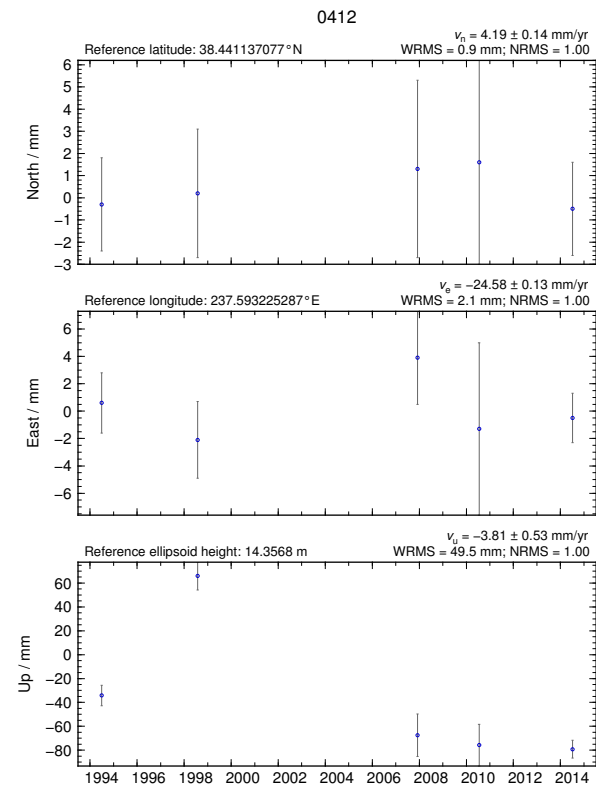 0412
vn = 4.19 ± 0.14 mm/yr
Reference latitude: 38.441137077°N
WRMS = 0.9 mm; NRMS = 1.00
North / mm
6
5
4
3
2
1
0
−1
−2
−3
ve = −24.58 ± 0.13 mm/yr
Reference longitude: 237.593225287°E
WRMS = 2.1 mm; NRMS = 1.00
East / mm
6
4
2
0
−2
−4
−6
vu = −3.81 ± 0.53 mm/yr
Reference ellipsoid height: 14.3568 m
WRMS = 49.5 mm; NRMS = 1.00
Up / mm
60
40
20
0
−20
−40
−60
−80
1994 1996 1998 2000 2002 2004 2006 2008 2010 2012 2014